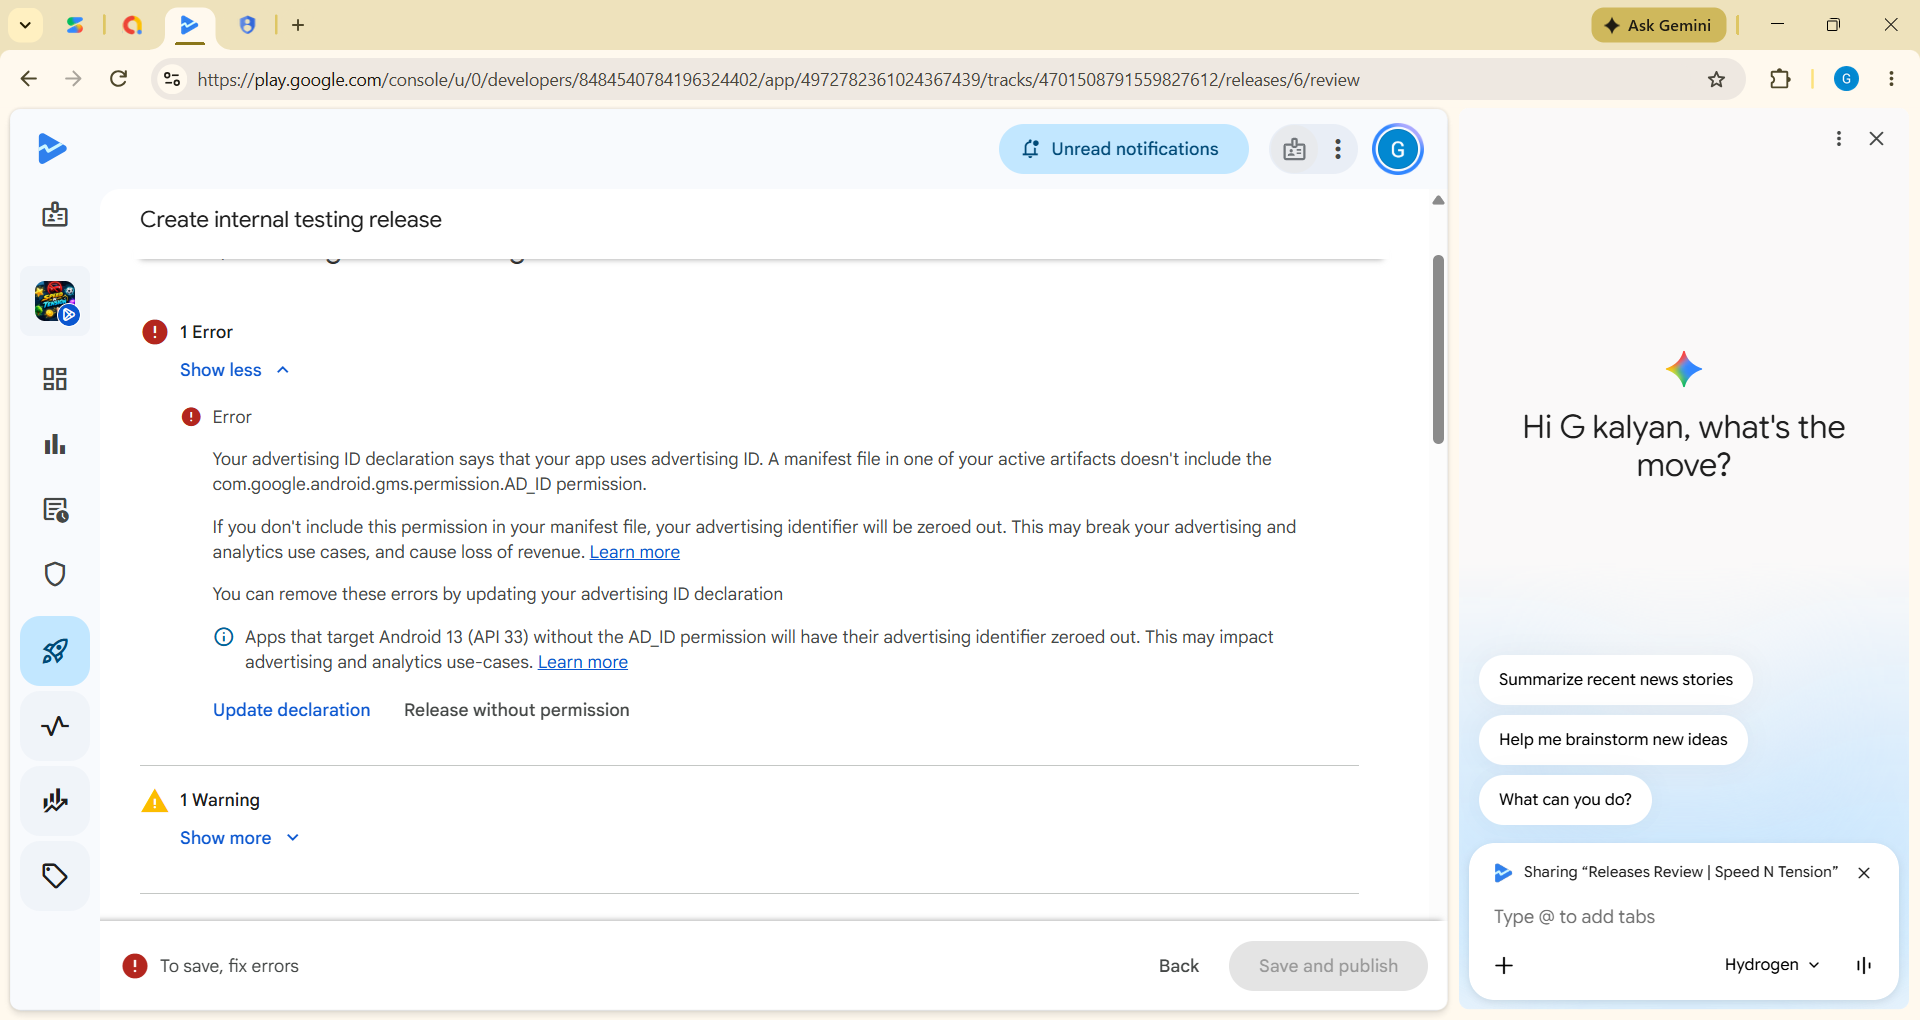 Ask Gemini
https://play.google.com/console/u/0/developers/8484540784196324402/app/4972782361024367439/tracks/4701508791559827612/releases/6/review
G
Unread notifications
G
Create internal testing release
1 Error
Show less
Error
Your advertising ID declaration says that your app uses advertising ID. A manifest file in one of your active artifacts doesn't include the
com.google.android.gms.permission.AD_ID permission.
If you don't include this permission in your manifest file, your advertising identifier will be zeroed out. This may break your advertising and
analytics use cases, and cause loss of revenue. Learn more
You can remove these errors by updating your advertising ID declaration
Apps that target Android 13 (API 33) without the AD_ID permission will have their advertising identifier zeroed out. This may impact
advertising and analytics use-cases. Learn more
Update declaration Release without permission
1 Warning
Show more
To save, fix errors
Back
Save and publish
Hi G kalyan, what's the
move?
Summarize recent news stories
Help me brainstorm new ideas
What can you do?
Sharing “Releases Review | Speed N Tension”
Type @ to add tabs
Hydrogen